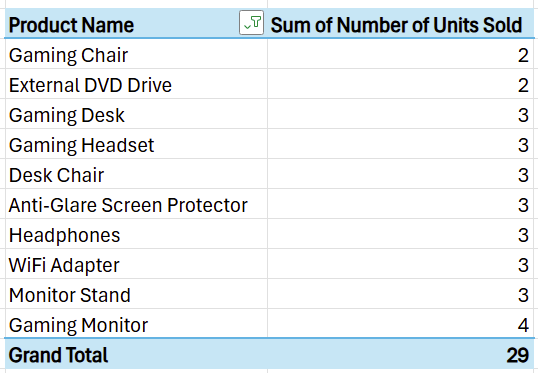 Product Name Sum of Number of Units Sold
Gaming Chair 2
External DVD Drive 2
Gaming Desk 3
Gaming Headset 3
Desk Chair 3
Anti-Glare Screen Protector 3
Headphones 3
WiFi Adapter 3
Monitor Stand 3
Gaming Monitor 4
Grand Total 29